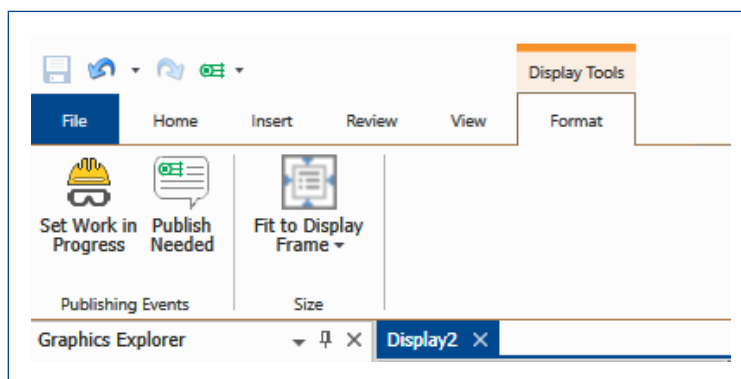 Display Tools
File Home Insert Review View Format
Set Work in Progress
Publish Needed
Fit to Display Frame
Publishing Events
Size
Graphics Explorer
Display2